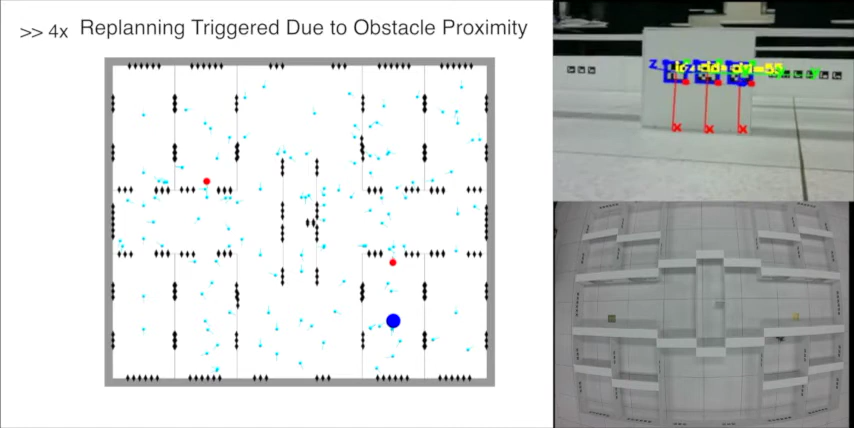 >> 4x Replanning Triggered Due to Obstacle Proximity